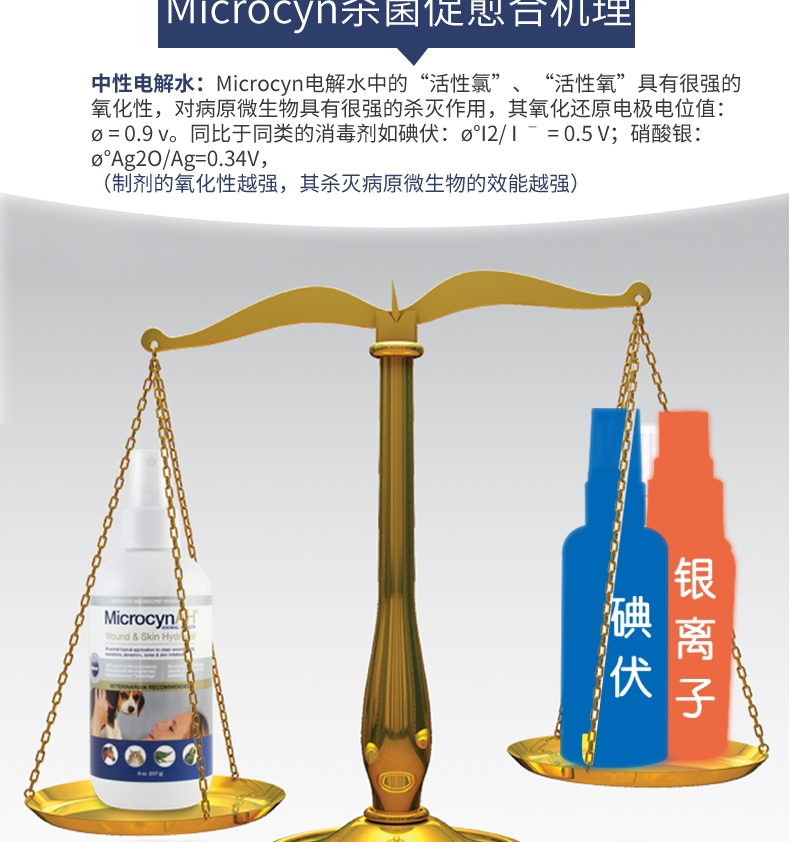 Microcyn杀菌促愈合机理
中性电解水：Microcyn电解水中的“活性氯”、“活性氧”具有很强的
氧化性，对病原微生物具有很强的杀灭作用，其氧化还原电极电位值：
ø = 0.9 v。同比于同类的消毒剂如碘伏：ø°I2/ I ⁻ = 0.5 V；硝酸银：
ø°Ag2O/Ag=0.34V，
（制剂的氧化性越强，其杀灭病原微生物的效能越强）
MicrocynAH
ANIMAL HEALTH
Wound & Skin
VETERINARIAN RECOMMENDED
8 oz.
碘伏
银离子